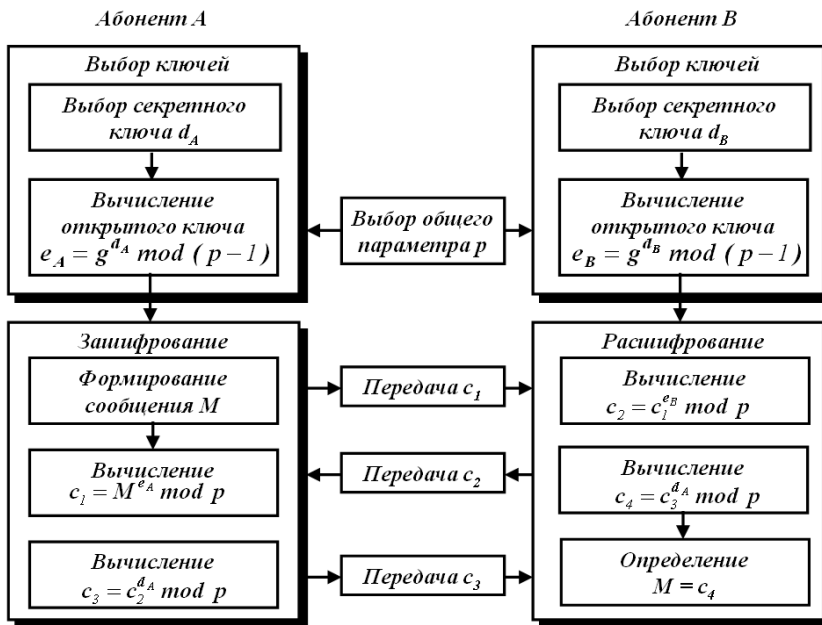 Абонент A
Выбор ключей
Выбор секретного
ключа d_A
Вычисление
открытого ключа
e_A = g^{d_A} mod ( p – 1 )
Выбор общего
параметра p
Абонент B
Выбор ключей
Выбор секретного
ключа d_B
Вычисление
открытого ключа
e_B = g^{d_B} mod ( p – 1 )
Зашифрование
Формирование
сообщения M
Вычисление
c_1 = M^{e_A} mod p
Вычисление
c_3 = c_2^{d_A} mod p
Передача c_1
Передача c_2
Передача c_3
Расшифрование
Вычисление
c_2 = c_1^{e_B} mod p
Вычисление
c_4 = c_3^{d_A} mod p
Определение
M = c_4